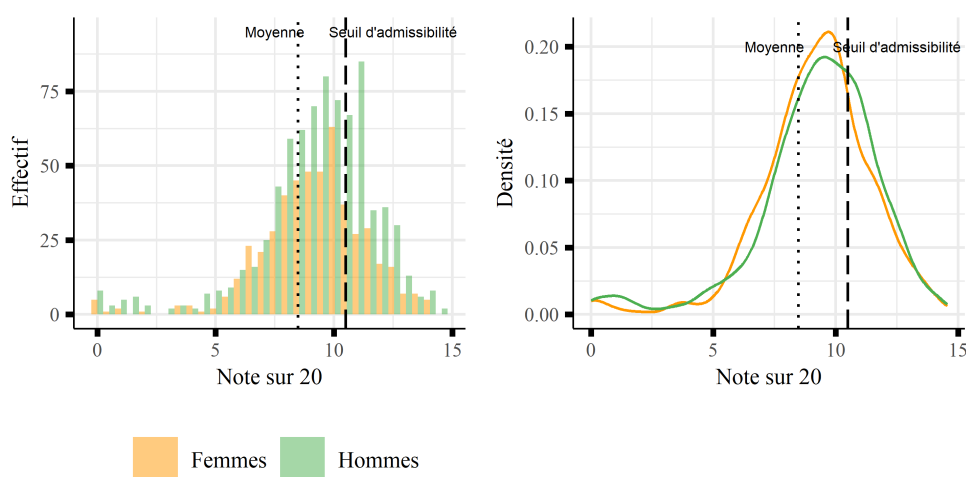 Moyenne
Seuil d'admissibilité
75
50
25
0
Effectif
0
5
10
15
Note sur 20
Moyenne
Seuil d'admissibilité
0.20
0.15
0.10
0.05
0.00
Densité
0
5
10
15
Note sur 20
Femmes
Hommes